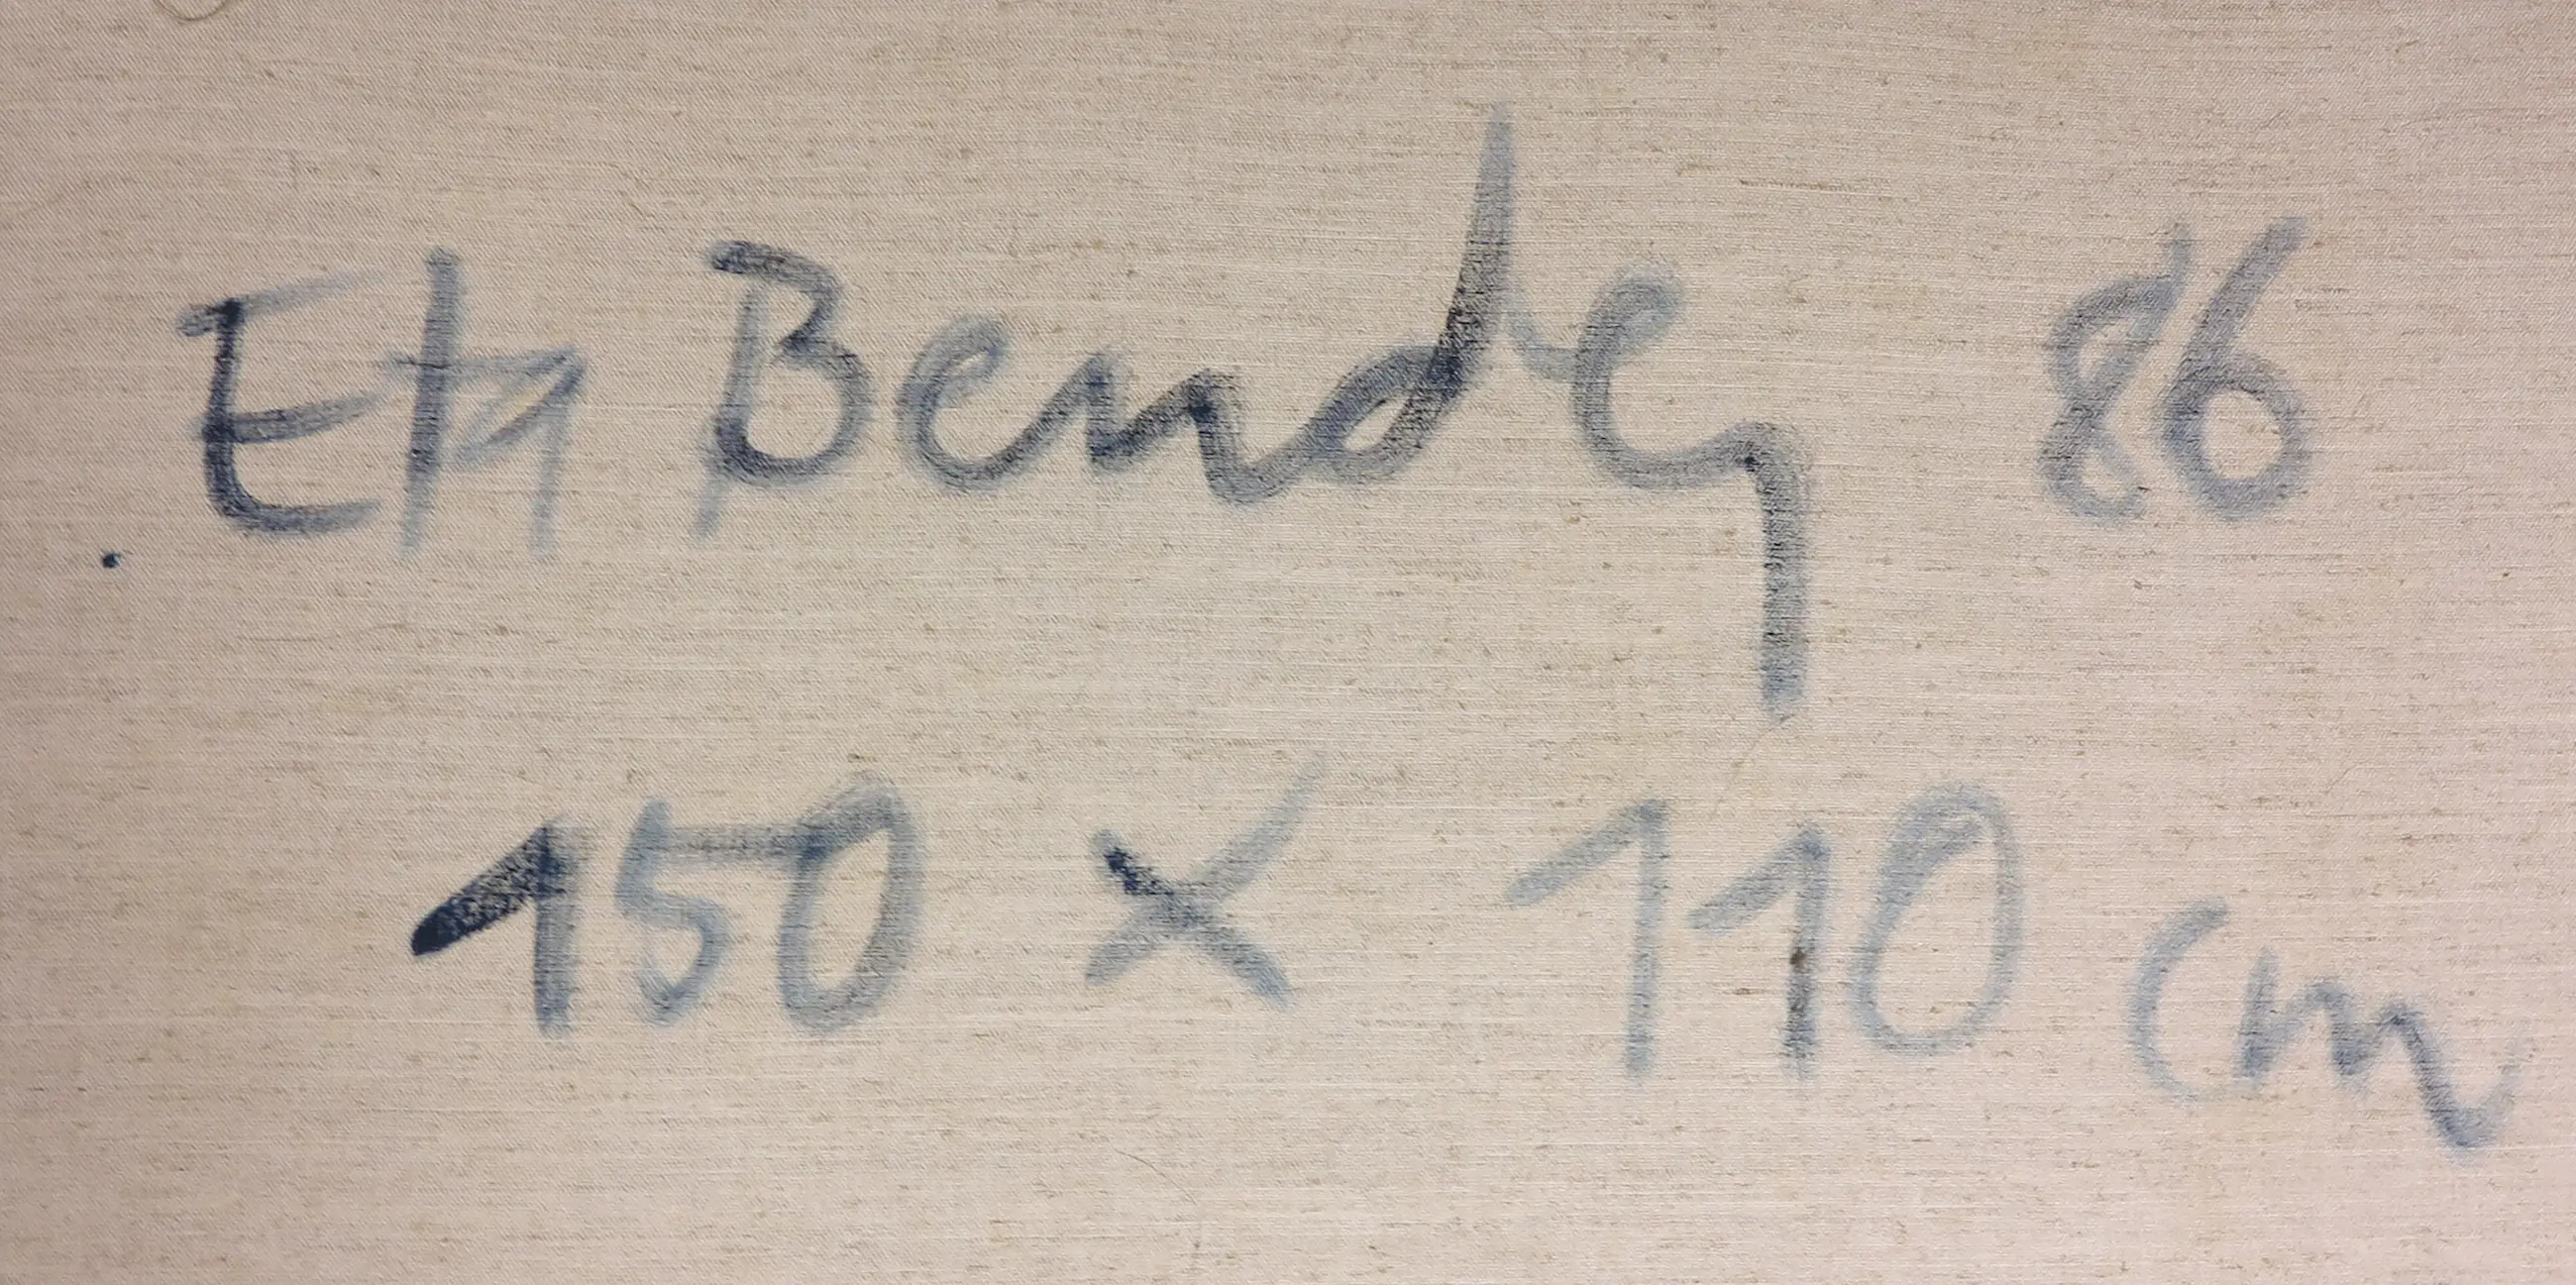 Eta Bender 86
150 x 110 cm